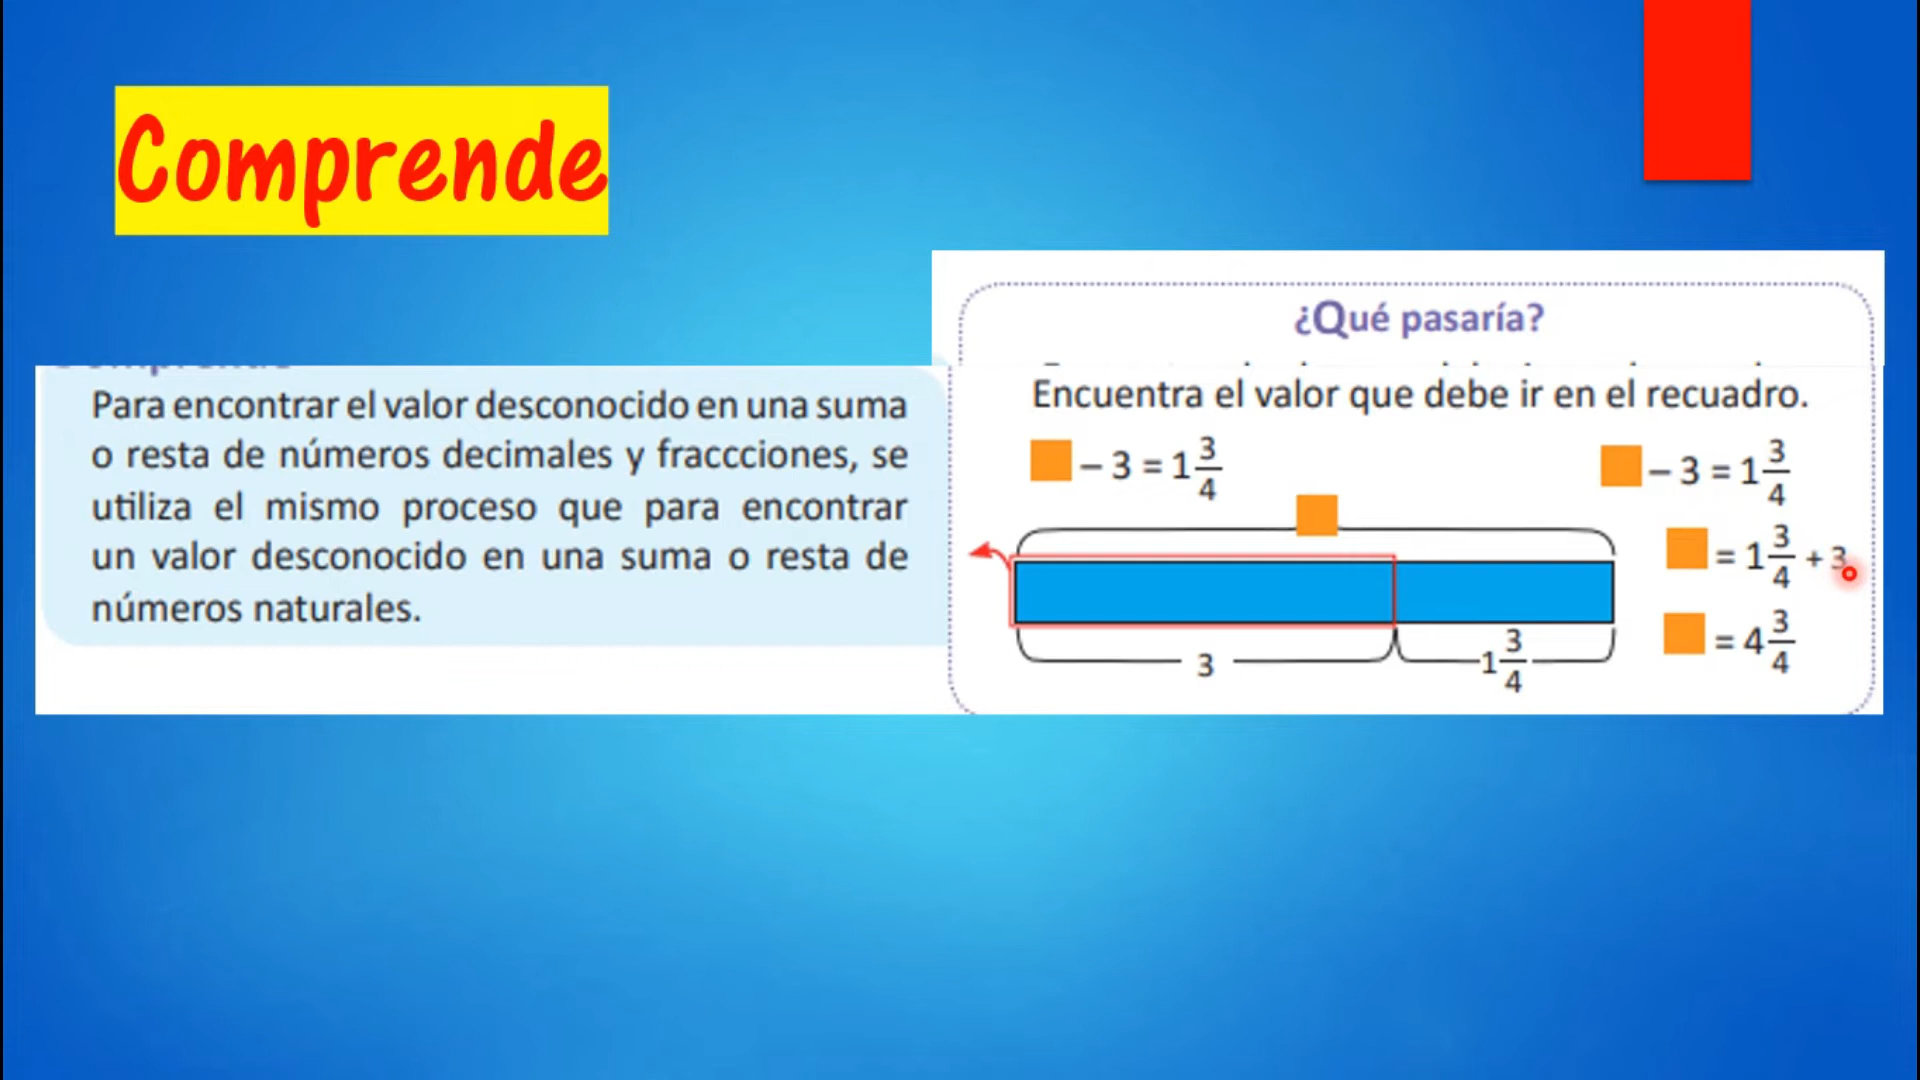 Comprende
Para encontrar el valor desconocido en una suma
o resta de números decimales y fraccciones, se
utiliza el mismo proceso que para encontrar
un valor desconocido en una suma o resta de
números naturales.
¿Qué pasaría?
Encuentra el valor que debe ir en el recuadro.
– 3 = 1 3/4
3
1 3/4
– 3 = 1 3/4
= 1 3/4 + 3
= 4 3/4